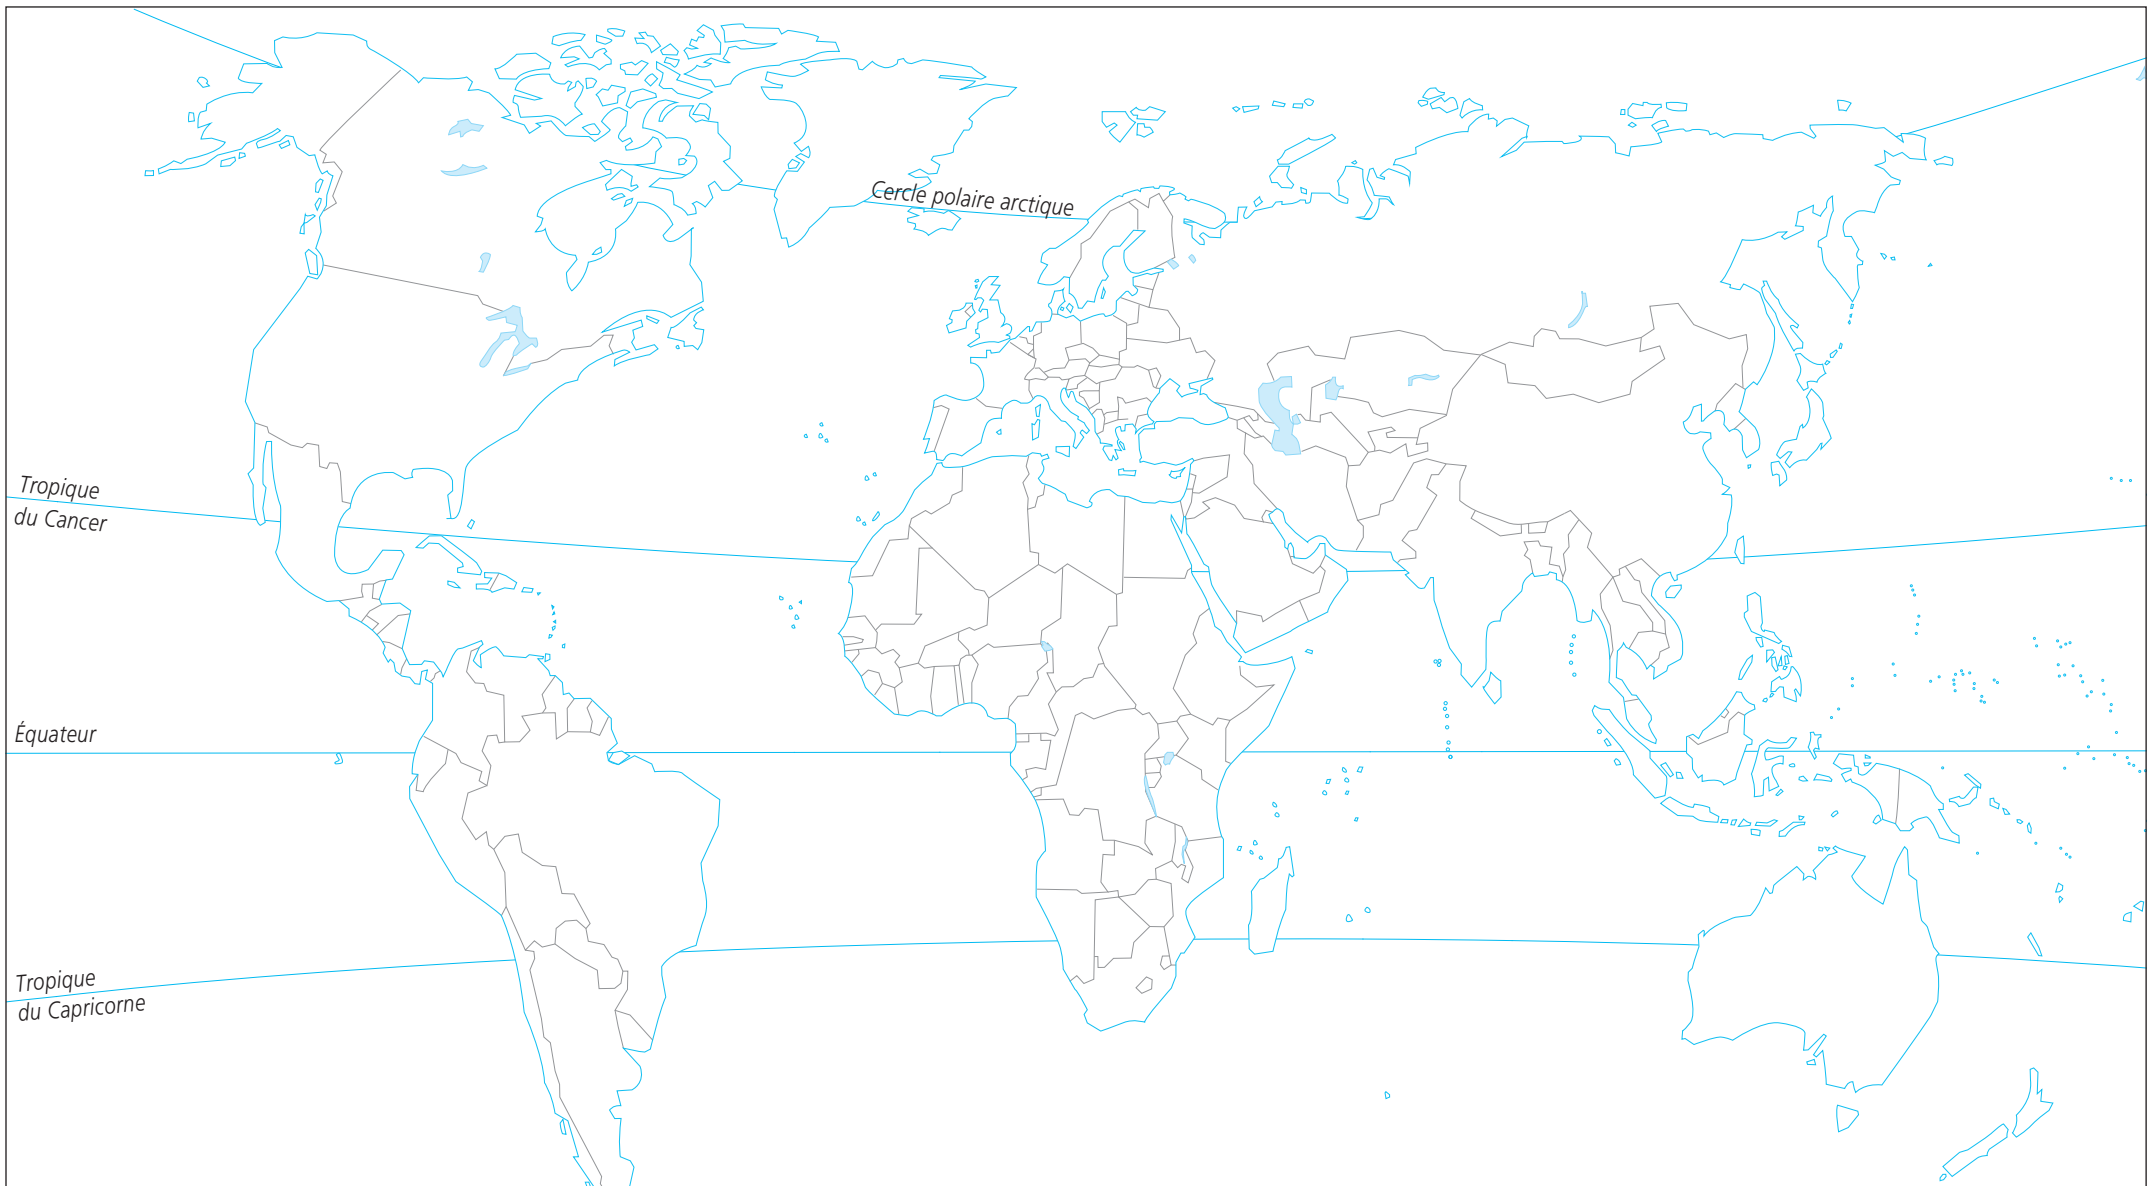 Cercle polaire arctique
Tropique
du Cancer
Équateur
Tropique
du Capricorne